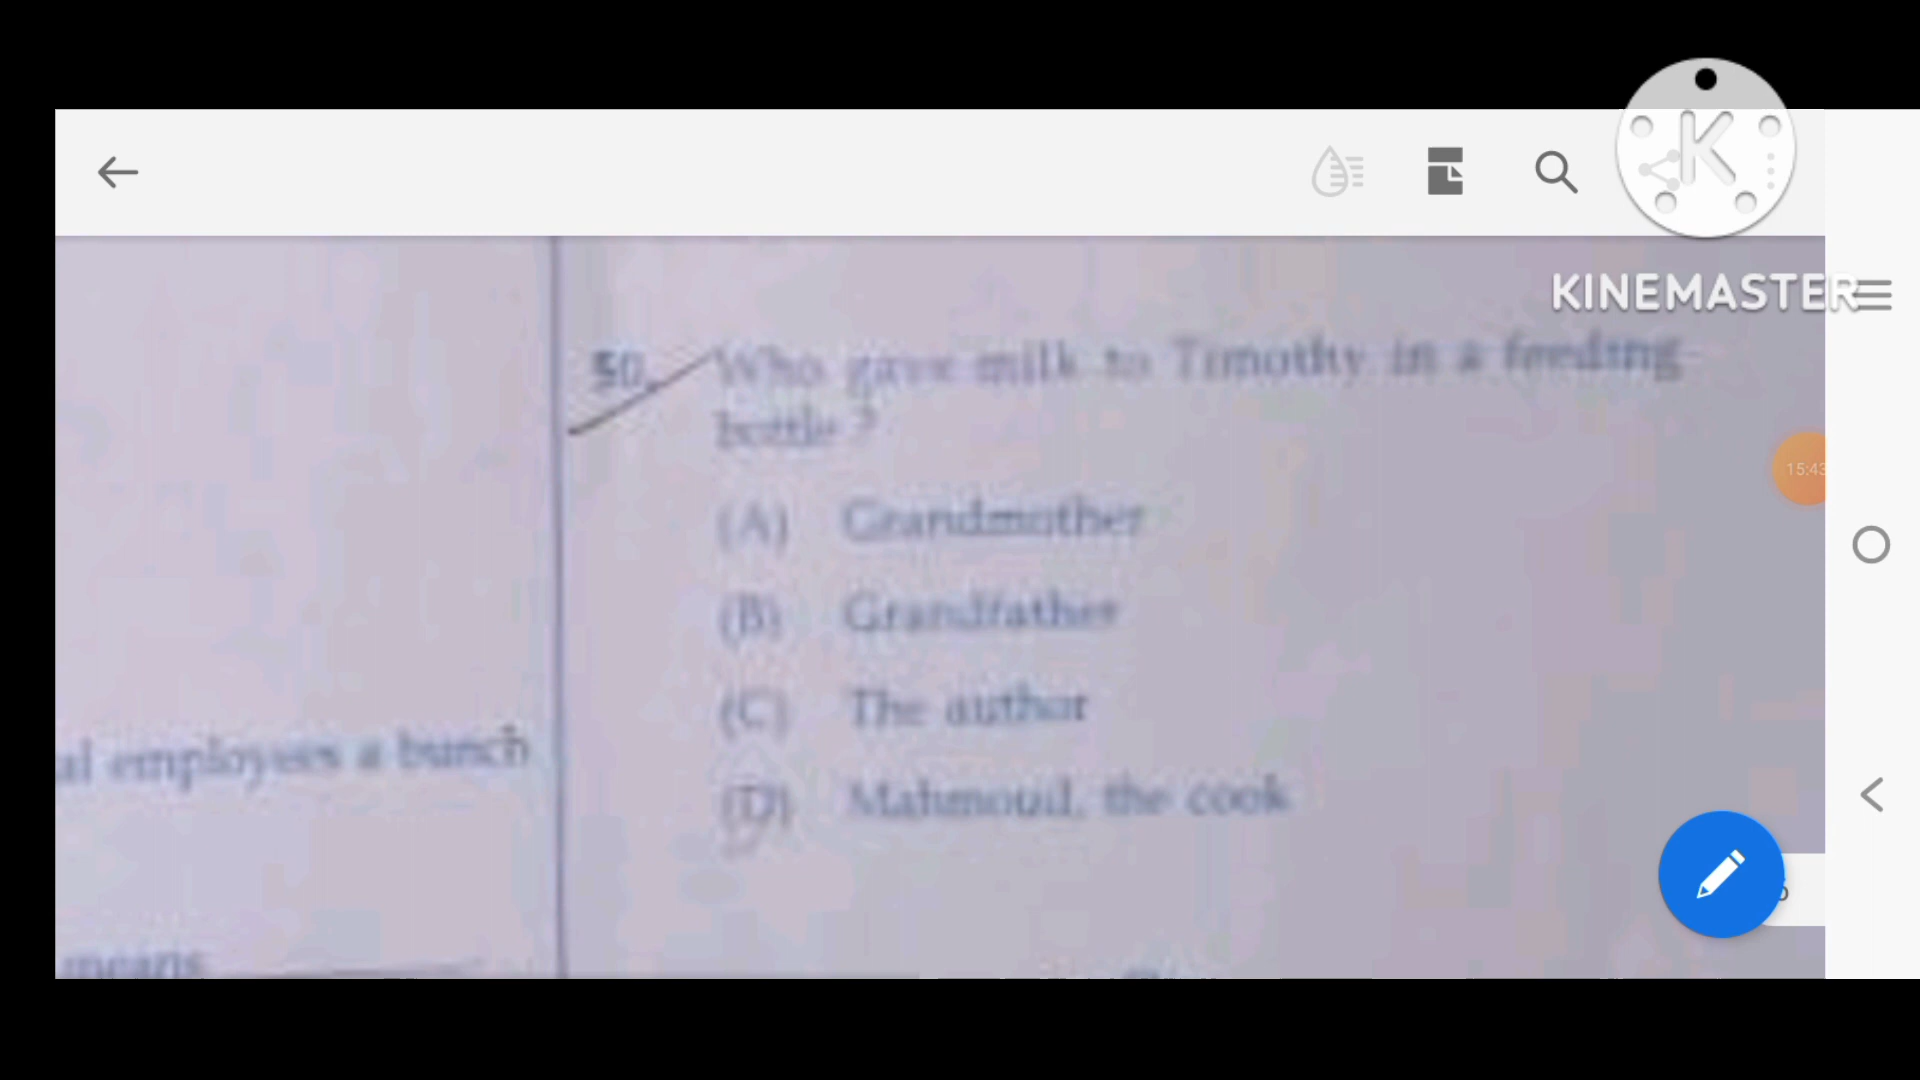 K
KINEMASTER
15:43
50. Who gave milk to Timothy in a feeding
bottle ?
(A) Grandmother
(B) Grandfather
(C) The author
(D) Mahmoud, the cook
al employees a bunch
means